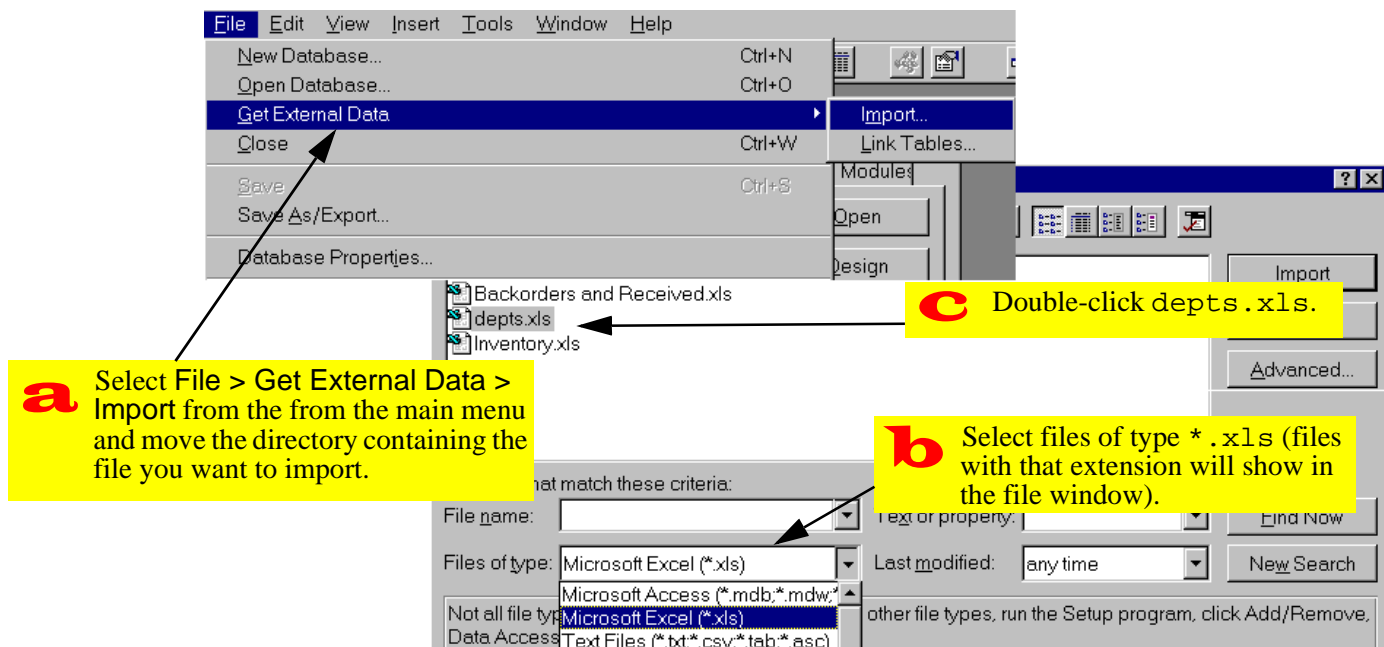 File Edit View Insert Tools Window Help
New Database... Ctrl+N
Open Database... Ctrl+O
Get External Data
Import...
Close Ctrl+W
Link Tables...
Save Ctrl+S
Modules
Save As/Export...
Open
Database Properties...
Design
Import
Backorders and Received.xls
depts.xls
Inventory.xls
c Double-click depts.xls.
Advanced...
a Select File > Get External Data >
Import from the from the main menu
and move the directory containing the
file you want to import.
b Select files of type *.xls (files
with that extension will show in
the file window).
match these criteria:
File name:
Text or property:
Find Now
Files of type: Microsoft Excel (*.xls)
Last modified: any time
New Search
Microsoft Access (*.mdb;*.mdw;*
Microsoft Excel (*.xls)
Text Files (*.txt;*.csv;*.tab;*.asc)
Not all file typ
other file types, run the Setup program, click Add/Remove,
Data Access